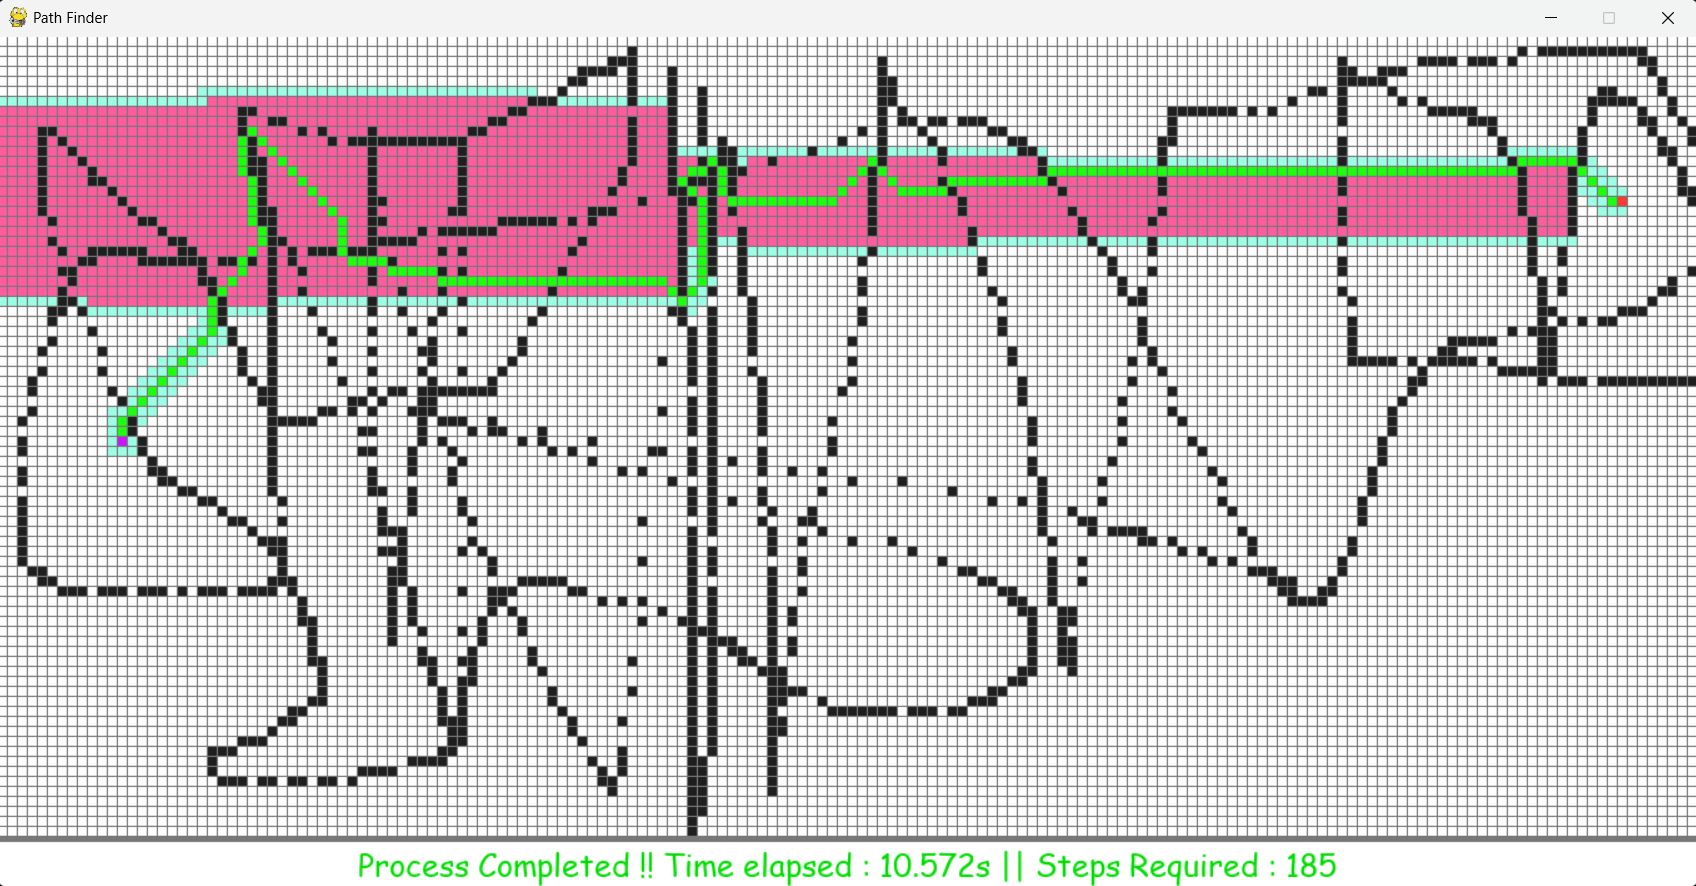 Path Finder
Process Completed !! Time elapsed : 10.572s || Steps Required : 185